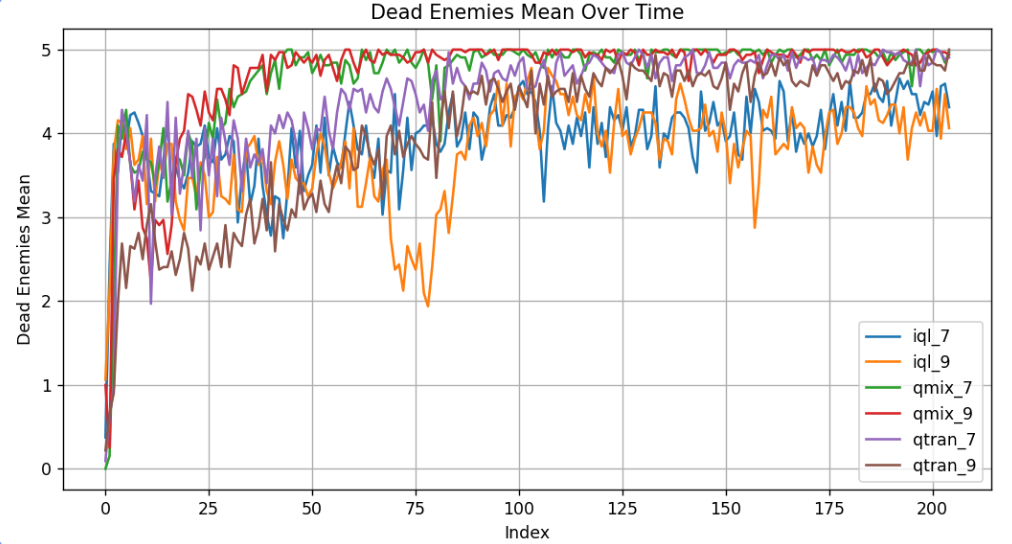 Dead Enemies Mean Over Time
Dead Enemies Mean
5
4
3
2
1
0
0 25 50 75 100 125 150 175 200
Index
iql_7
iql_9
qmix_7
qmix_9
qtran_7
qtran_9